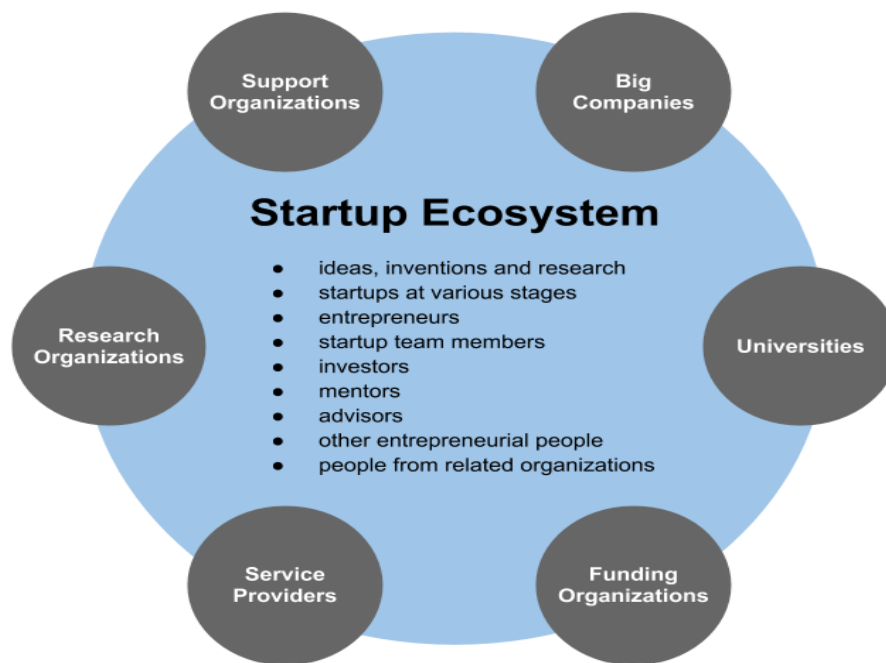 Support
Organizations
Big
Companies
Startup Ecosystem
● ideas, inventions and research
● startups at various stages
● entrepreneurs
● startup team members
● investors
● mentors
● advisors
● other entrepreneurial people
● people from related organizations
Research
Organizations
Universities
Service
Providers
Funding
Organizations